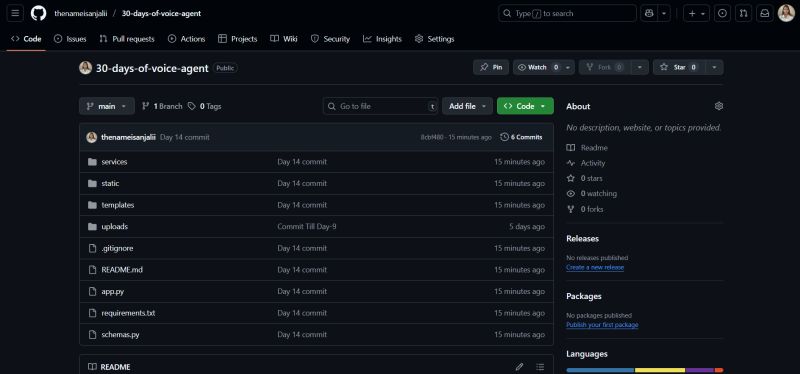 thenameisanjalii / 30-days-of-voice-agent
Type / to search
Code Issues Pull requests Actions Projects Wiki Security Insights Settings
30-days-of-voice-agent Public
Pin Watch 0 Fork 0 Star 0
main 1 Branch 0 Tags Go to file t Add file Code
thenameisanjalii Day 14 commit 8cbf480 · 15 minutes ago 6 Commits
services Day 14 commit 15 minutes ago
static Day 14 commit 15 minutes ago
templates Day 14 commit 15 minutes ago
uploads Commit Till Day-9 5 days ago
.gitignore Day 14 commit 15 minutes ago
README.md Day 14 commit 15 minutes ago
app.py Day 14 commit 15 minutes ago
requirements.txt Day 14 commit 15 minutes ago
schemas.py Day 14 commit 15 minutes ago
README
About
No description, website, or topics provided.
Readme
Activity
0 stars
0 watching
0 forks
Releases
No releases published
Create a new release
Packages
No packages published
Publish your first package
Languages